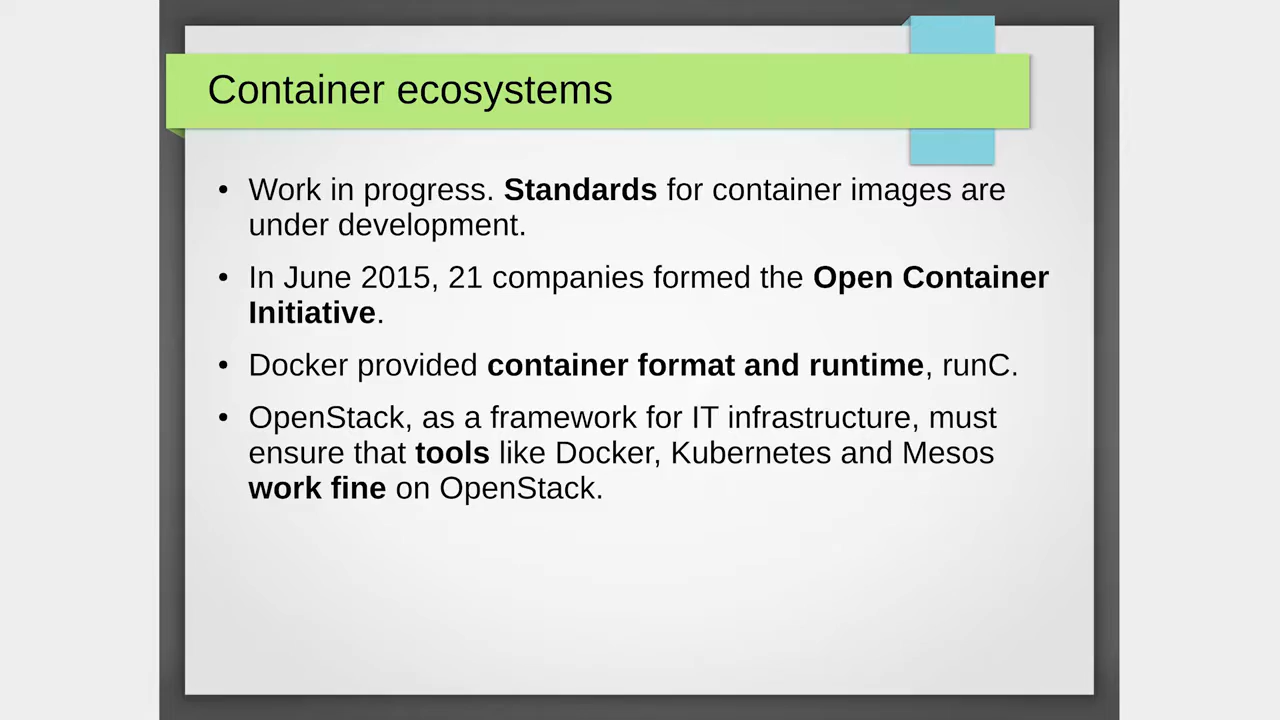 Container ecosystems
• Work in progress. Standards for container images are
under development.
• In June 2015, 21 companies formed the Open Container
Initiative.
• Docker provided container format and runtime, runC.
• OpenStack, as a framework for IT infrastructure, must
ensure that tools like Docker, Kubernetes and Mesos
work fine on OpenStack.